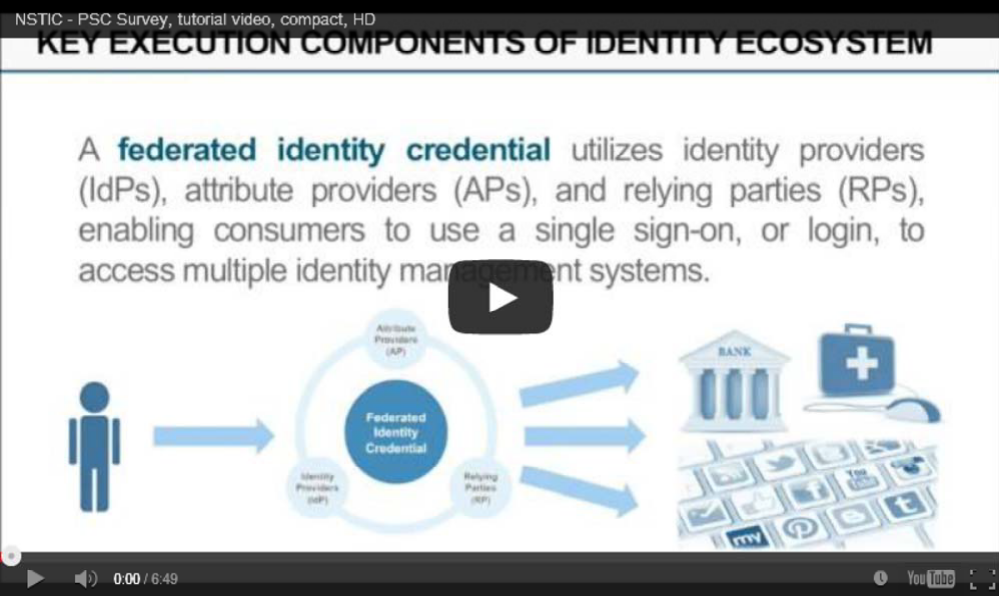 NSTIC - PSC Survey, tutorial video, compact, HD
KEY EXECUTION COMPONENTS OF IDENTITY ECOSYSTEM
A federated identity credential utilizes identity providers
(IdPs), attribute providers (APs), and relying parties (RPs),
enabling consumers to use a single sign-on, or login, to
access multiple identity management systems.
Attribute
Providers
(AP)
BANK
Federated
Identity
Credential
Identity
Providers
(IdP)
Relying
Parties
(RP)
You
my
0:00 / 6:49
YouTube